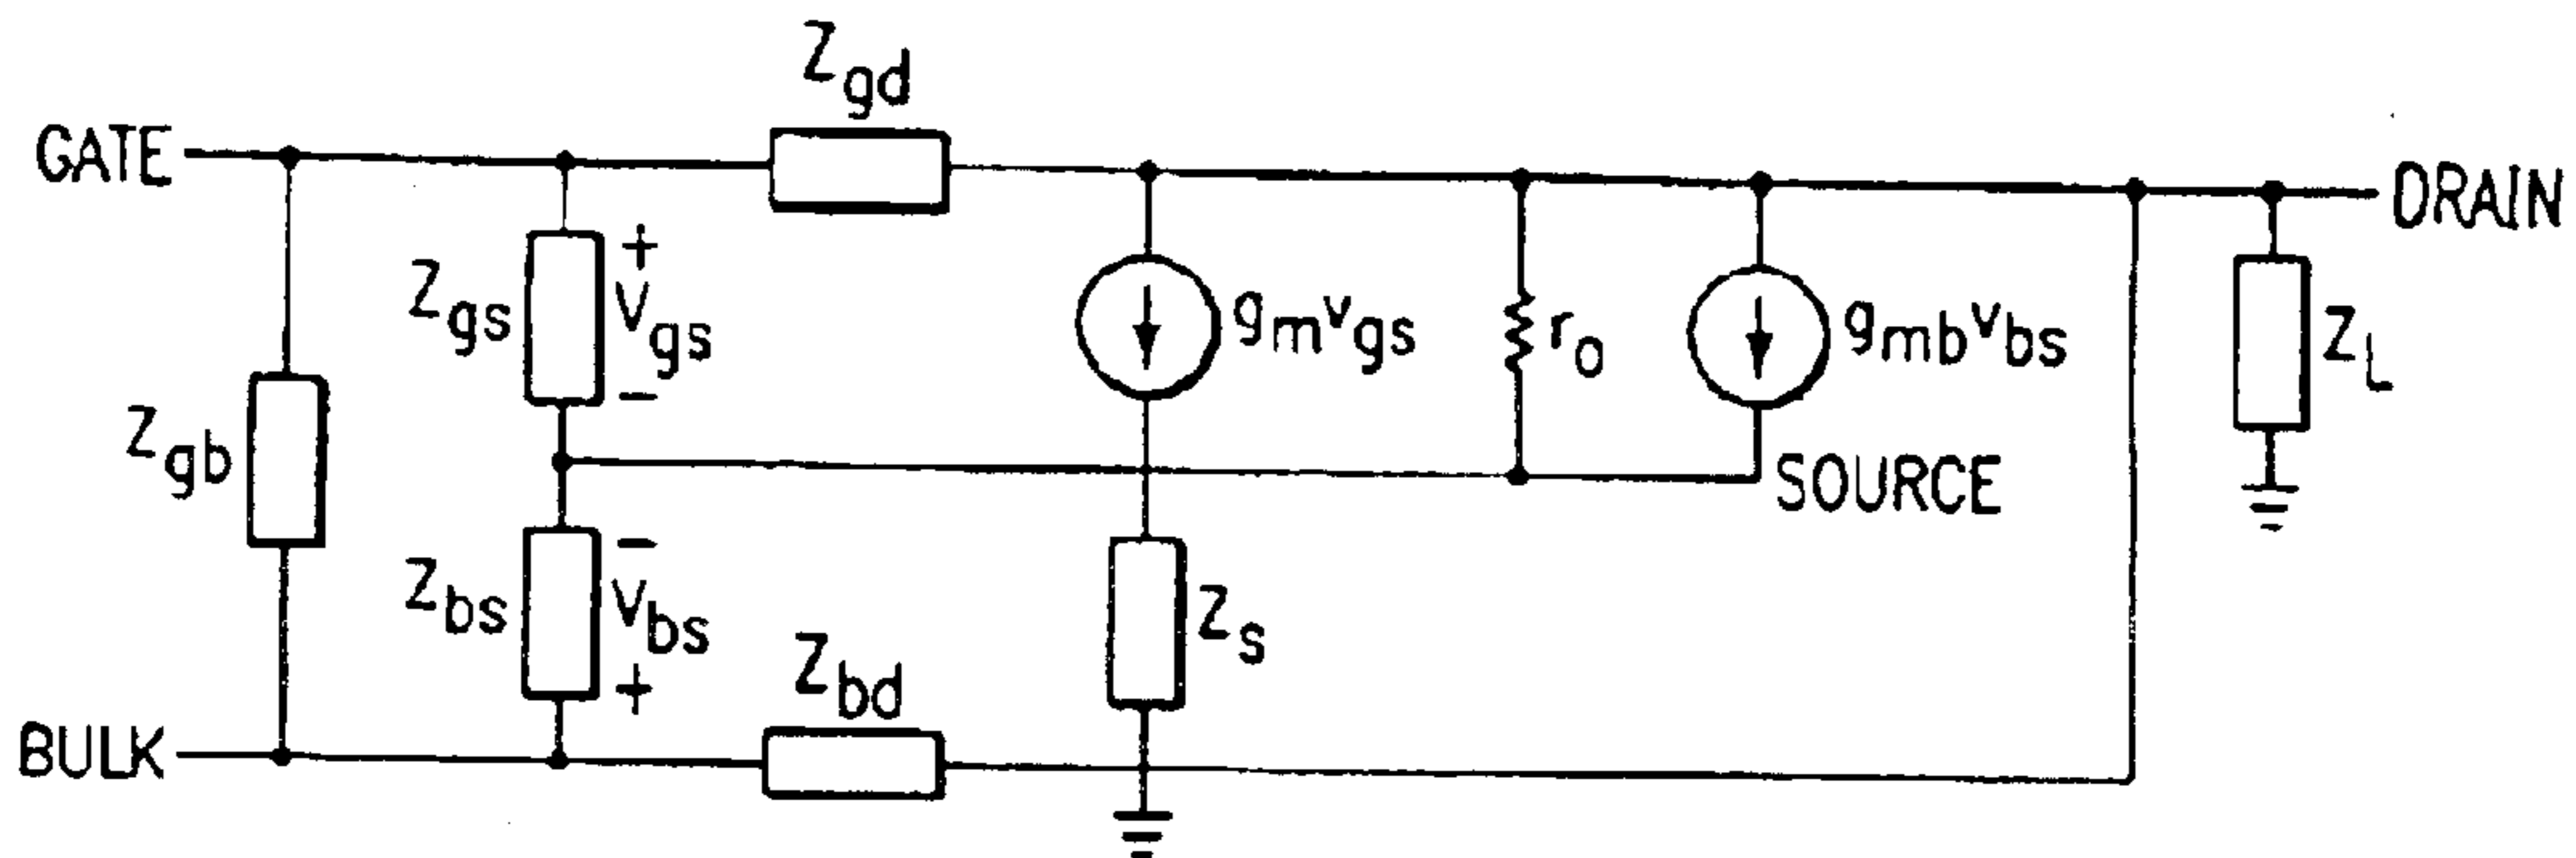 Zgd
GATE
DRAIN
Zgs
+
Vgs
-
gmvgs
ro
gmbvbs
ZL
Zgb
SOURCE
Zbs
-
Vbs
+
Zs
Zbd
BULK